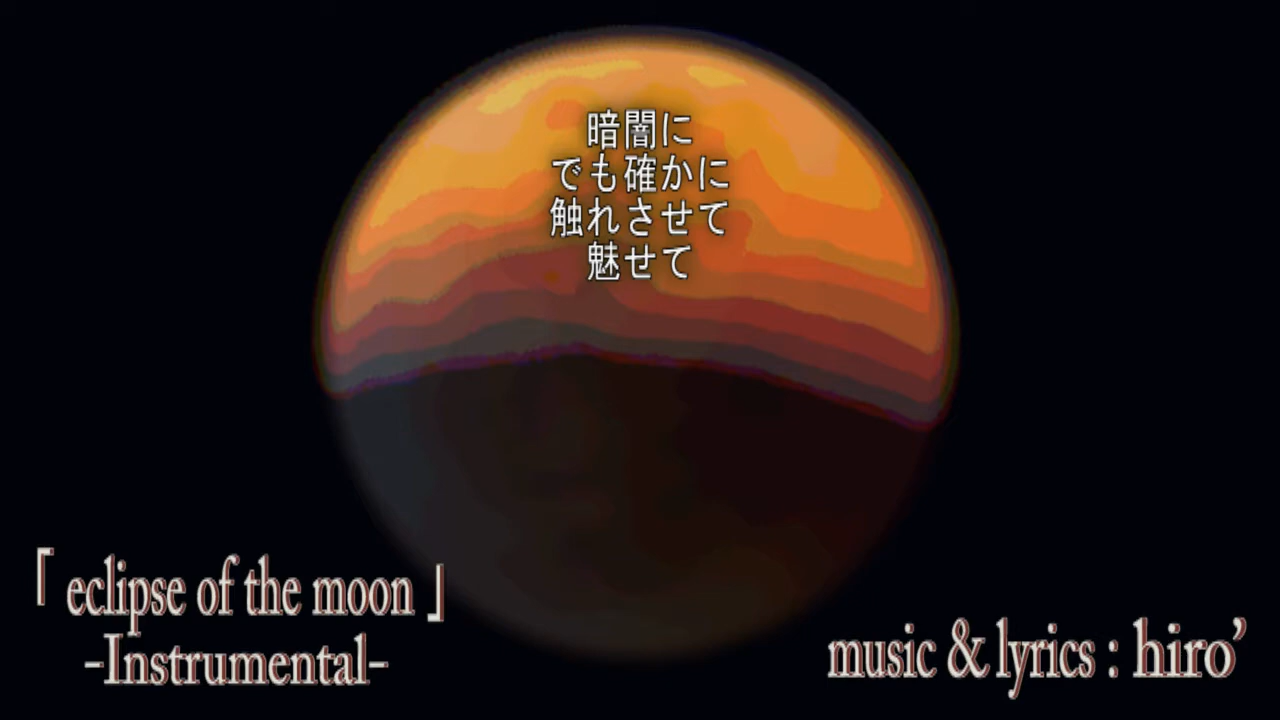 暗闇に
でも確かに
触れさせて
魅せて
「 eclipse of the moon 」
-Instrumental-
music & lyrics : hiro’